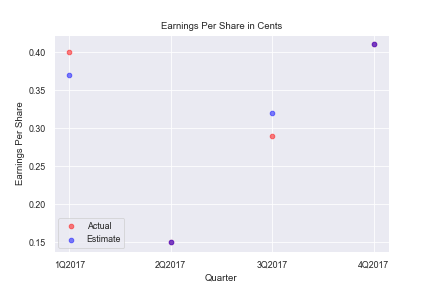 Earnings Per Share in Cents
Earnings Per Share
0.40
0.35
0.30
0.25
0.20
0.15
Actual
Estimate
1Q2017 2Q2017 3Q2017 4Q2017
Quarter